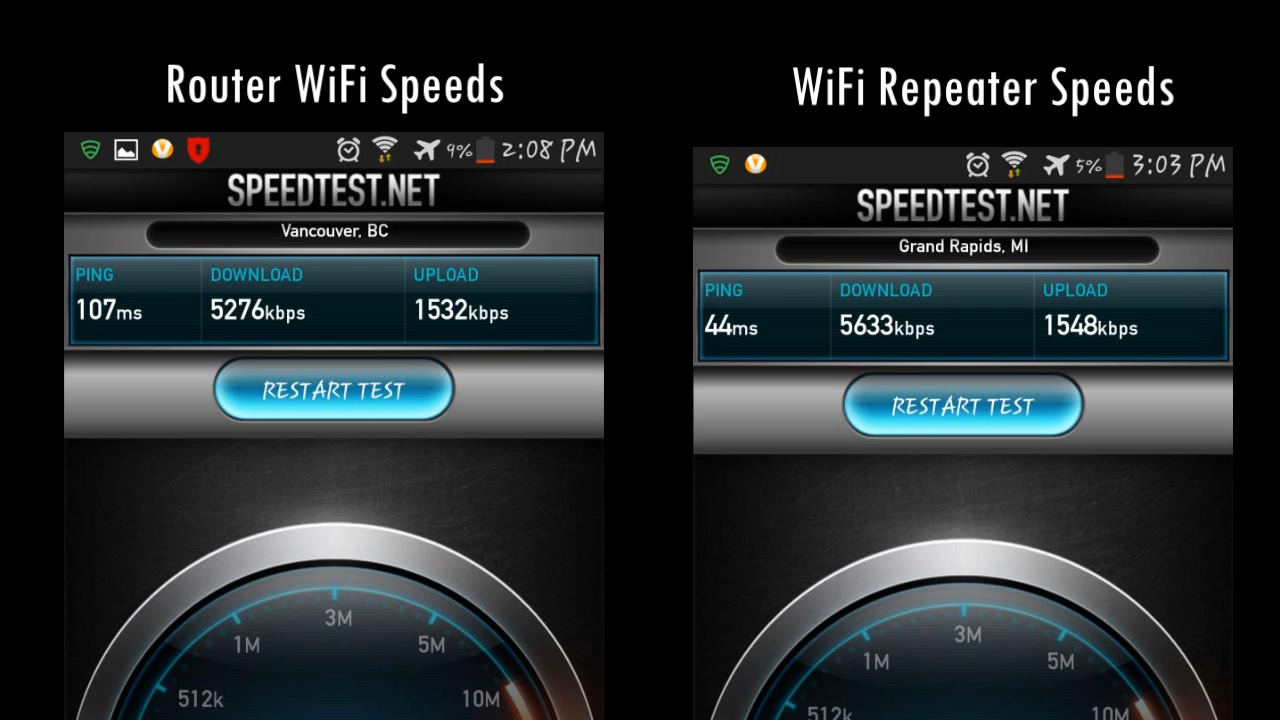 Router WiFi Speeds
9% 2:08 PM
SPEEDTEST.NET
Vancouver, BC
PING DOWNLOAD UPLOAD
107ms 5276kbps 1532kbps
RESTART TEST
3M
1M 5M
512k 10M
WiFi Repeater Speeds
5% 3:03 PM
SPEEDTEST.NET
Grand Rapids, MI
PING DOWNLOAD UPLOAD
44ms 5633kbps 1548kbps
RESTART TEST
3M
1M 5M
512k 10M